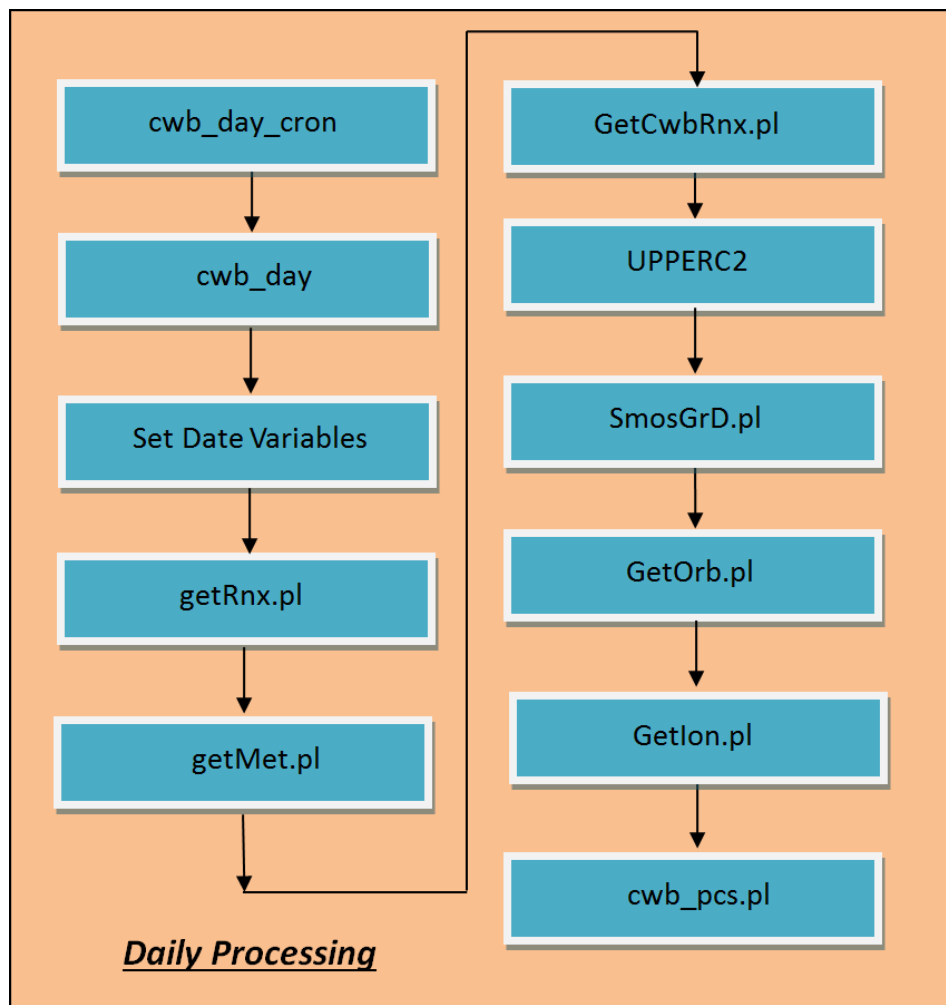 cwb_day_cron
cwb_day
Set Date Variables
getRnx.pl
getMet.pl
GetCwbRnx.pl
UPPERC2
SmosGrD.pl
GetOrb.pl
GetIon.pl
cwb_pcs.pl
Daily Processing